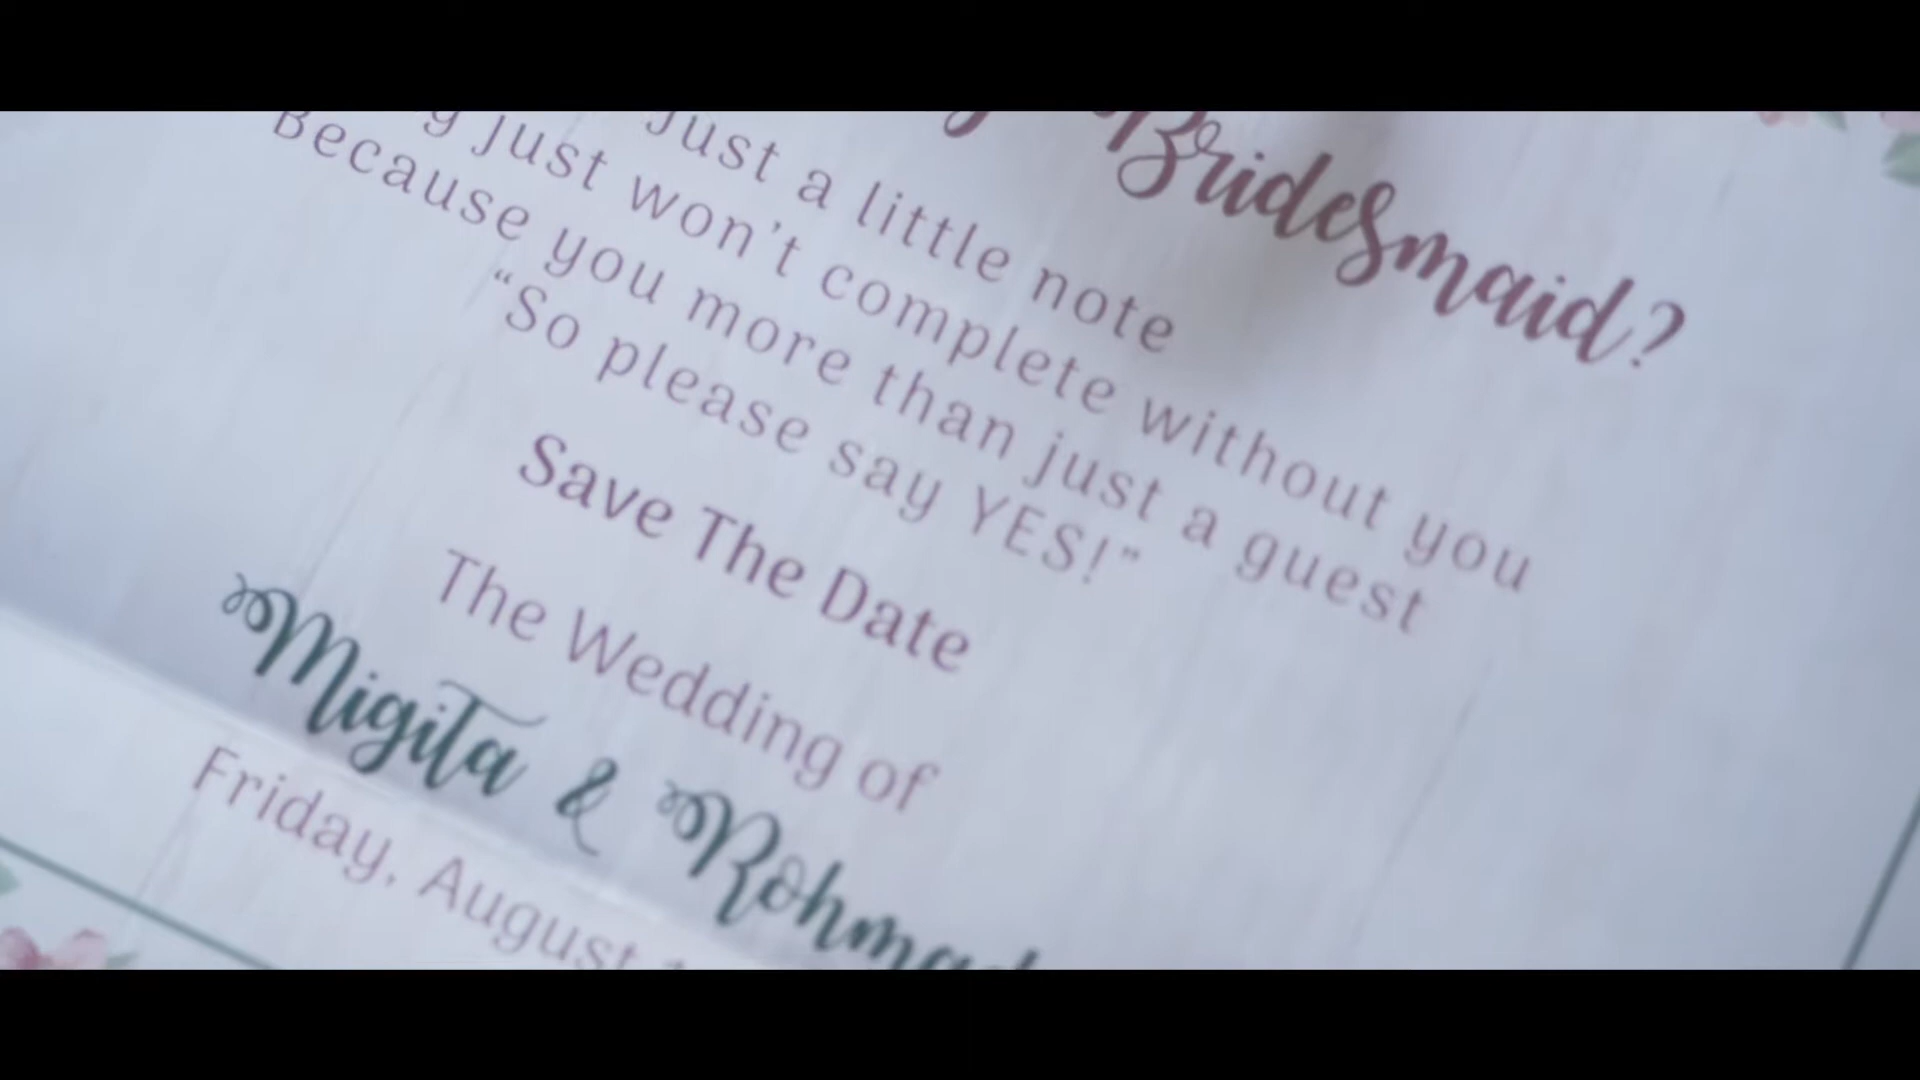 Bridesmaid?
just a little note
just won't complete without you
Because you more than just a guest
“So please say YES!”
Save The Date
The Wedding of
Migita & Rohmad
Friday, August